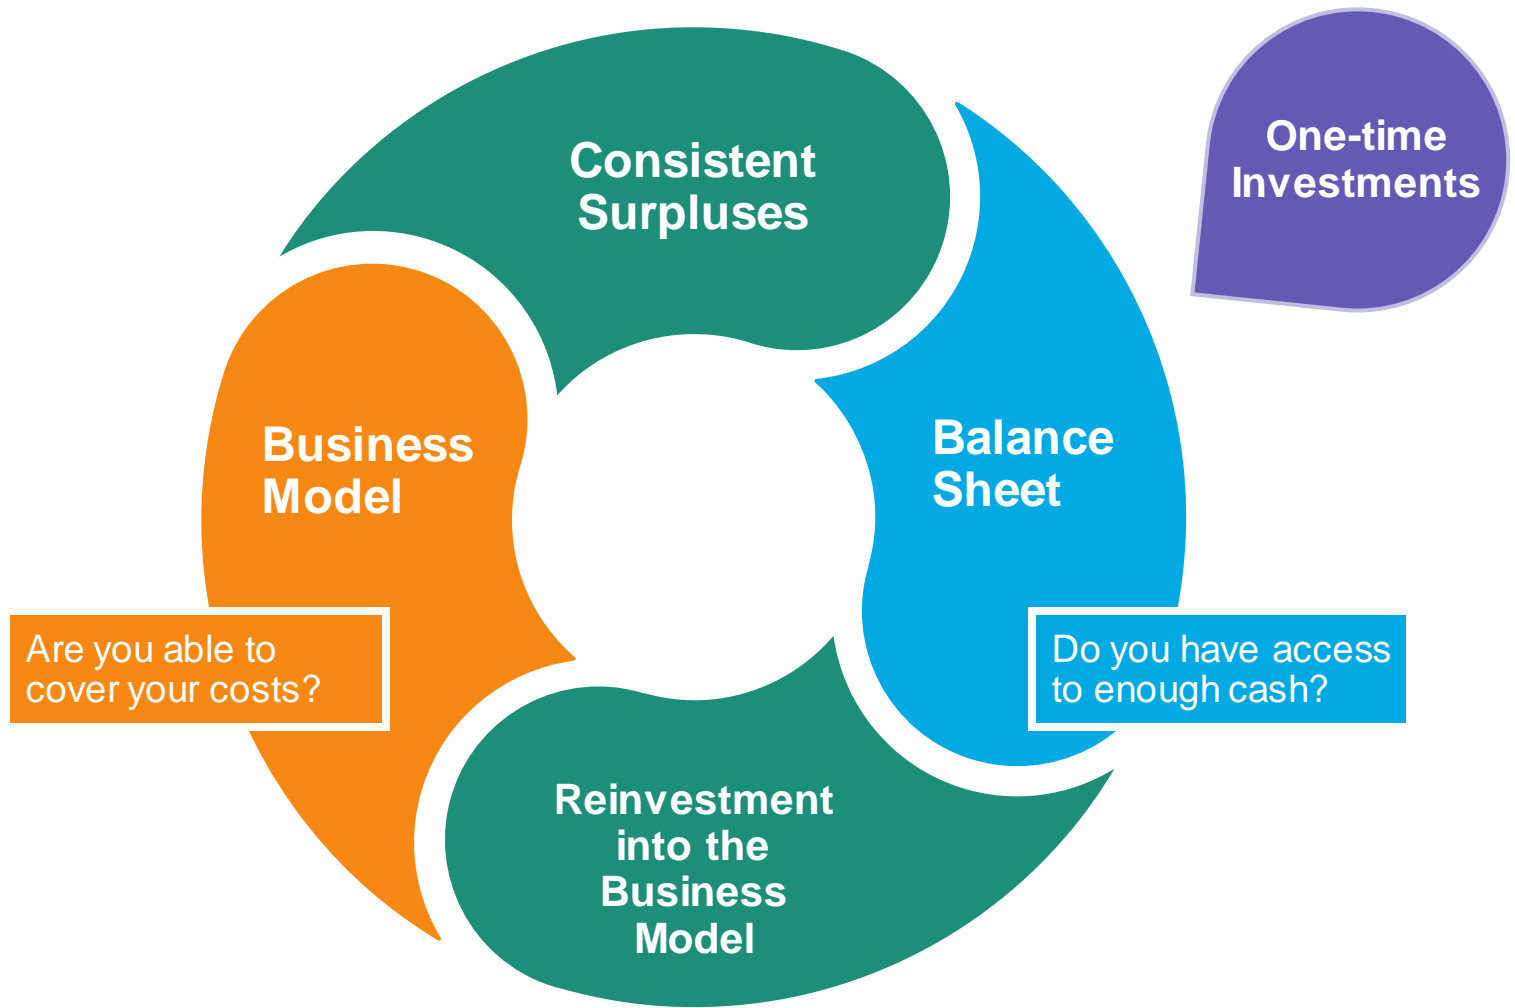 One-time
Investments
Consistent
Surpluses
Business
Model
Balance
Sheet
Are you able to
cover your costs?
Do you have access
to enough cash?
Reinvestment
into the
Business
Model